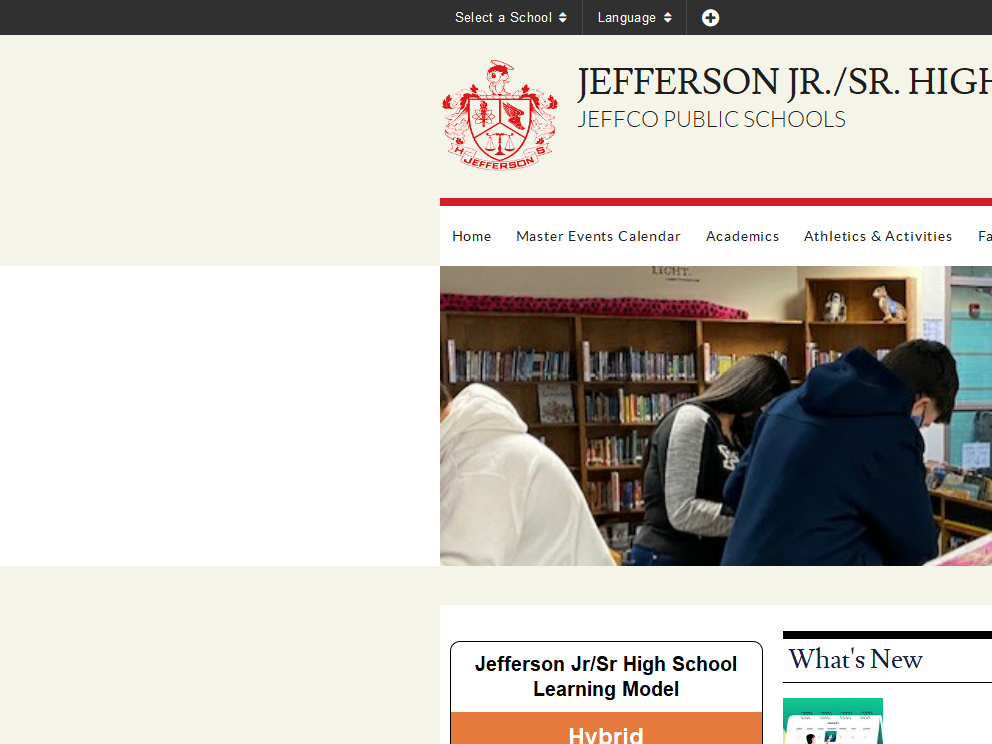 Select a School
Language
JEFFERSON JR./SR. HIGH
JEFFCO PUBLIC SCHOOLS
H JEFFERSON S
Home
Master Events Calendar
Academics
Athletics & Activities
Fa
LIGHT.
Jefferson Jr/Sr High School
Learning Model
Hybrid
What's New